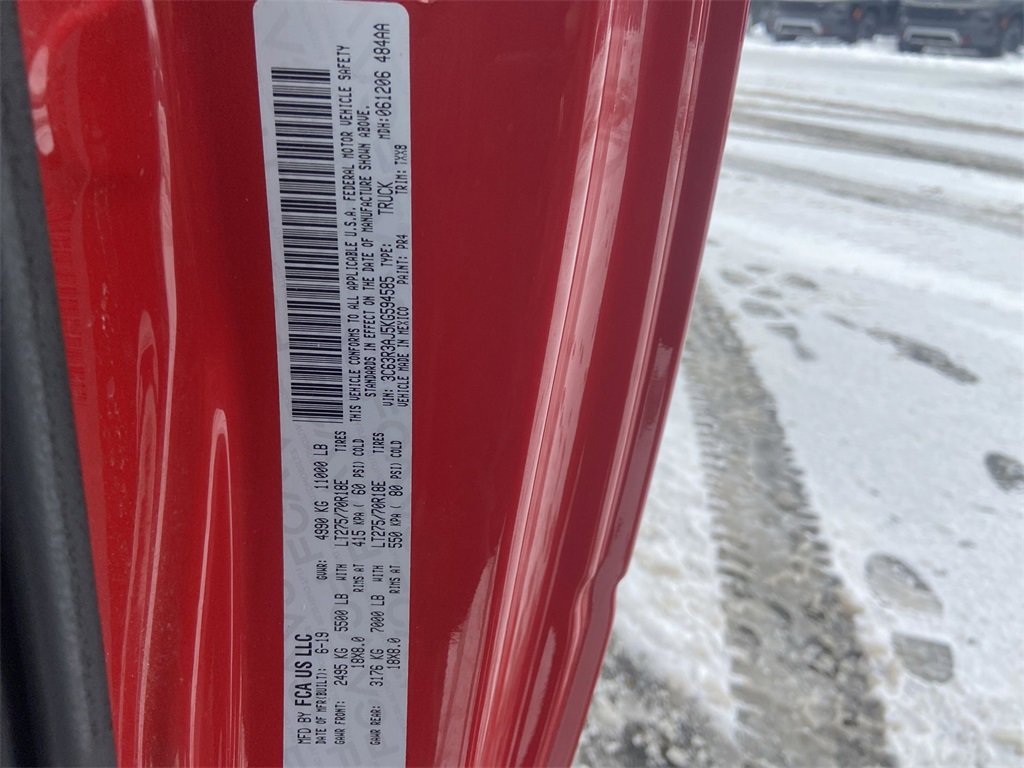 MFD BY FCA US LLC
DATE OF MFR(BUILT): 6-19 GVWR: 4990 KG 11000 LB
GAWR FRONT: 2495 KG 5500 LB WITH LT275/70R18E TIRES
18X8.0 RIMS AT 415 KPA ( 60 PSI) COLD
GAWR REAR: 3176 KG 7000 LB WITH LT275/70R18E TIRES
18X8.0 RIMS AT 550 KPA ( 80 PSI) COLD
THIS VEHICLE CONFORMS TO ALL APPLICABLE U.S.A. FEDERAL MOTOR VEHICLE SAFETY
STANDARDS IN EFFECT ON THE DATE OF MANUFACTURE SHOWN ABOVE.
VIN: 3C63R3AJ5KG594585 TYPE: TRUCK MDH:061206 484AA
VEHICLE MADE IN MEXICO PAINT: PR4 TRIM: TXX8